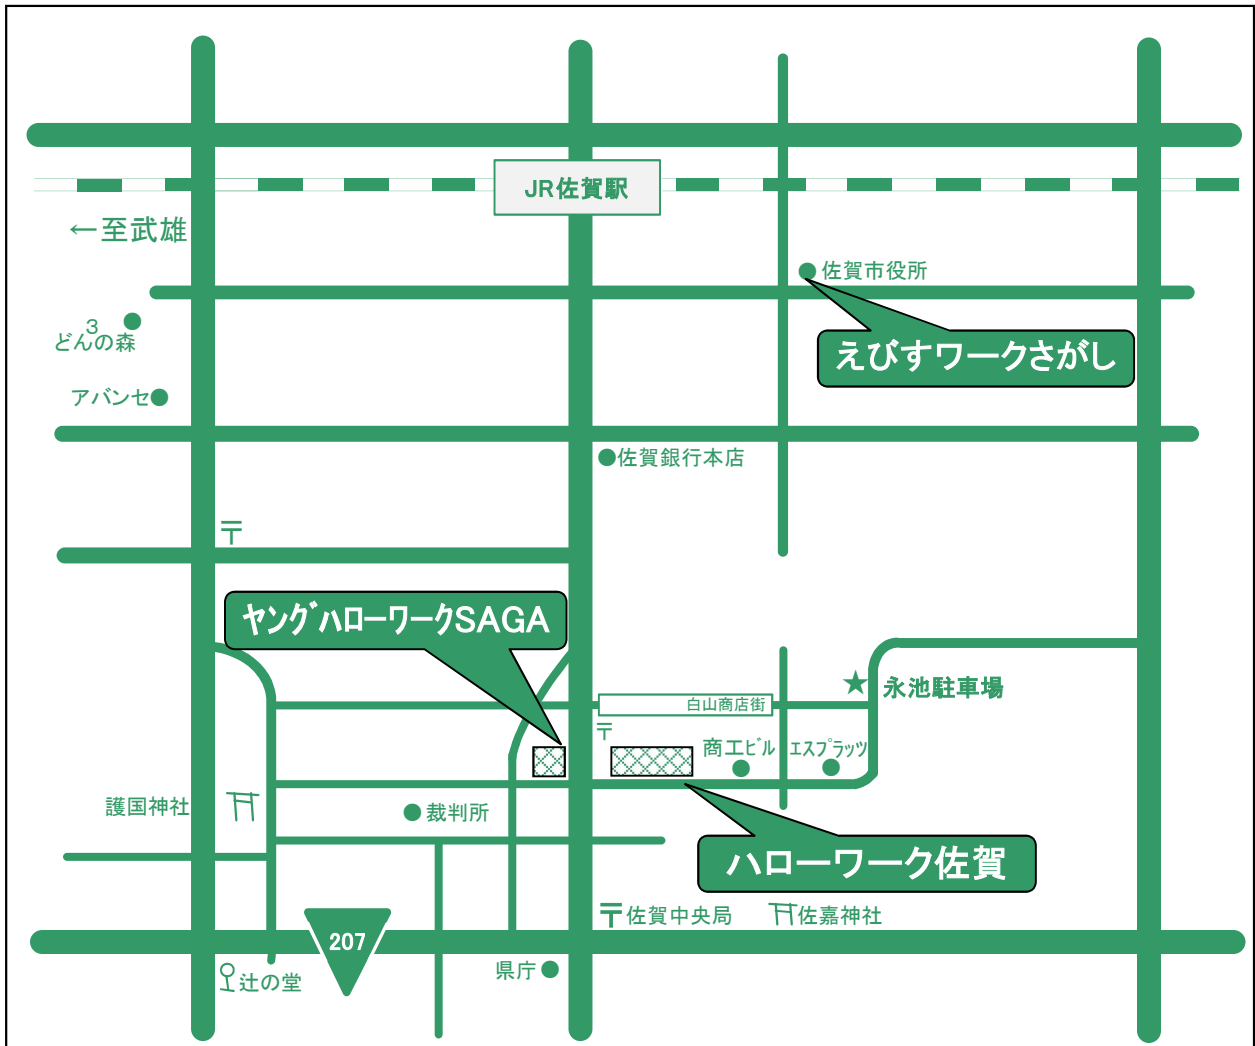 JR佐賀駅
←至武雄
佐賀市役所
3
どんの森
えびすワークさがし
アバンセ
佐賀銀行本店
〒
ヤングハローワークSAGA
永池駐車場
白山商店街
〒
商工ビル
エスプラッツ
護国神社
裁判所
ハローワーク佐賀
〒佐賀中央局
佐嘉神社
207
県庁
辻の堂